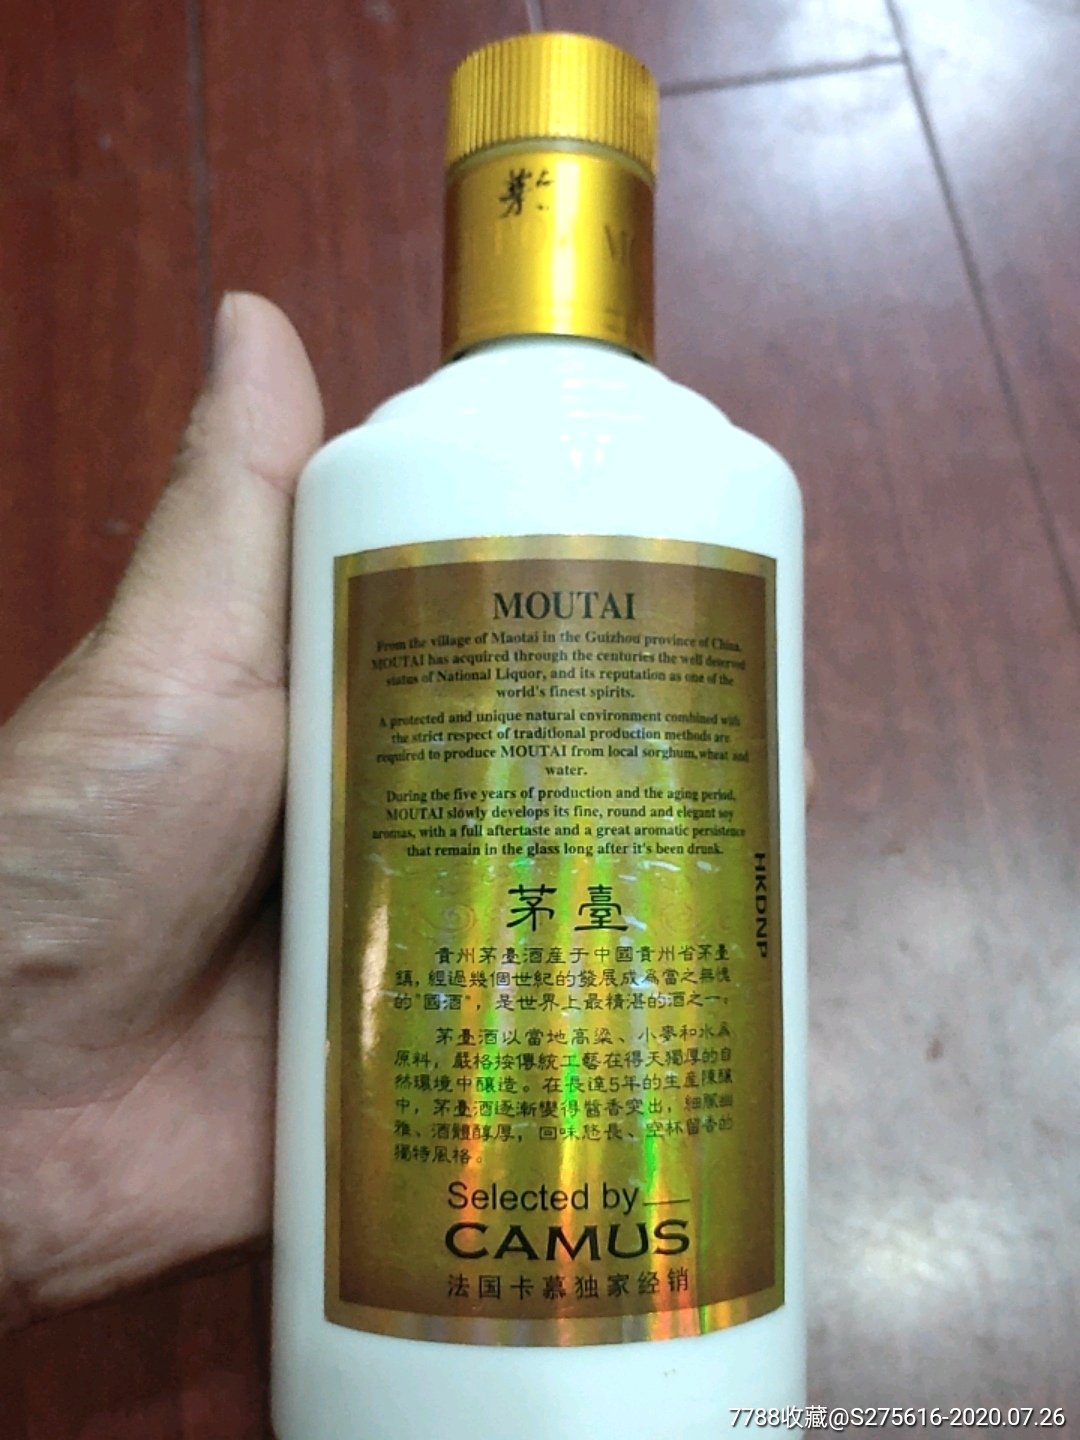 茅
MOUTAI
From the village of Maotai in the Guizhou province of China,
MOUTAI has acquired through the centuries the well deserved
status of National Liquor, and its reputation as one of the
world's finest spirits.
A protected and unique natural environment combined with
the strict respect of traditional production methods are
required to produce MOUTAI from local sorghum, wheat and
water.
During the five years of production and the aging period,
MOUTAI slowly develops its fine, round and elegant soy
aromas, with a full aftertaste and a great aromatic persistence
that remain in the glass long after it's been drunk.
HKDNP
茅臺
貴州茅臺酒産于中國貴州省茅臺
鎮，經過幾個世紀的發展成爲當之無愧
的"國酒"，是世界上最精湛的酒之一。
茅臺酒以當地高粱、小麥和水爲
原料，嚴格按傳統工藝在得天獨厚的自
然環境中釀造。在長達5年的生産陳釀
中，茅臺酒逐漸變得醬香突出，細膩幽
雅、酒體醇厚，回味悠長、空杯留香的
獨特風格。
Selected by
CAMUS
法国卡慕独家经销
7788收藏@S275616-2020.07.26